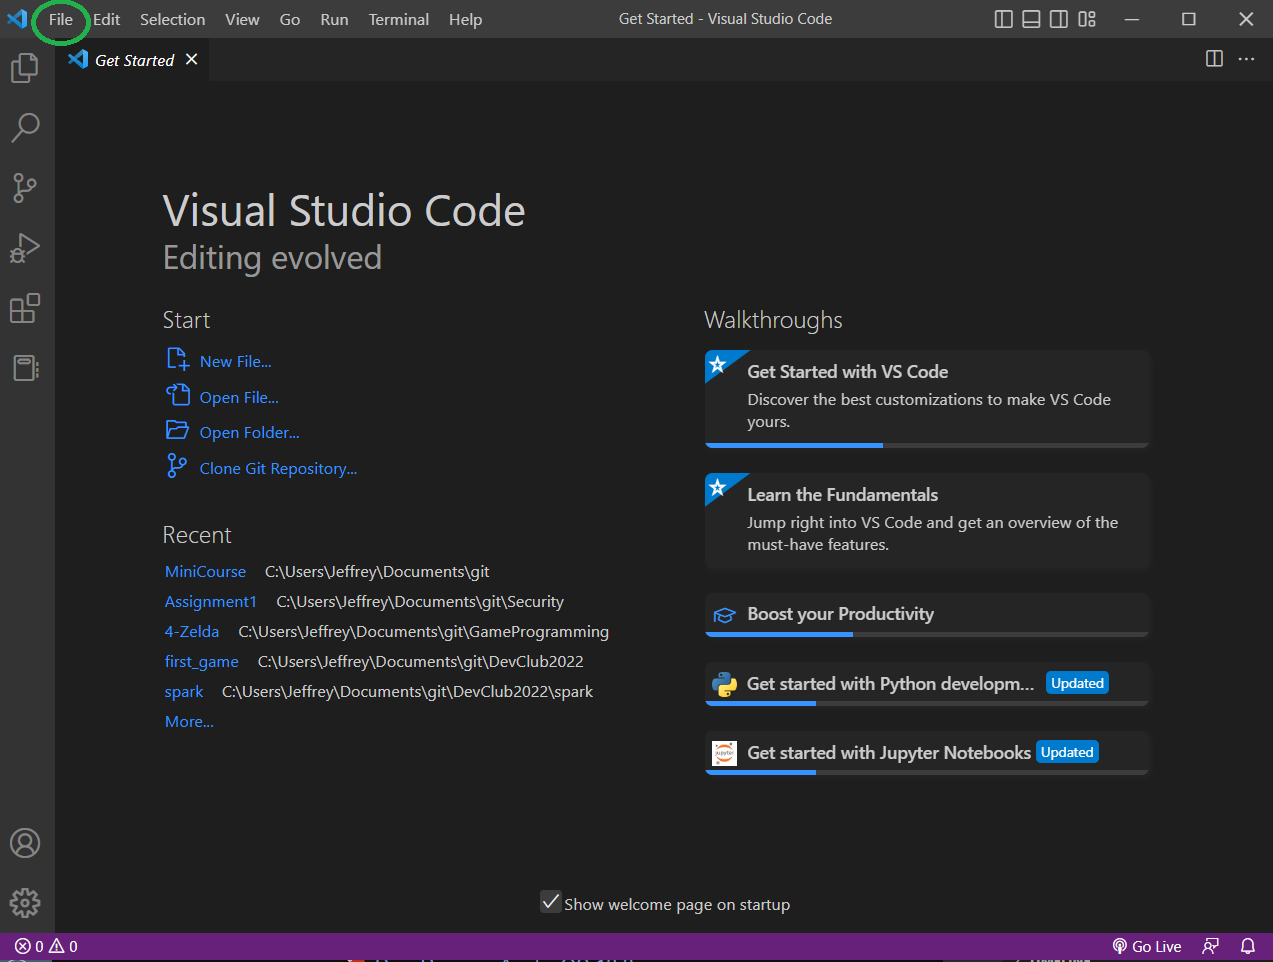 File Edit Selection View Go Run Terminal Help Get Started - Visual Studio Code
Get Started
Visual Studio Code
Editing evolved
Start
New File...
Open File...
Open Folder...
Clone Git Repository...
Recent
MiniCourse C:\Users\Jeffrey\Documents\git
Assignment1 C:\Users\Jeffrey\Documents\git\Security
4-Zelda C:\Users\Jeffrey\Documents\git\GameProgramming
first_game C:\Users\Jeffrey\Documents\git\DevClub2022
spark C:\Users\Jeffrey\Documents\git\DevClub2022\spark
More...
Walkthroughs
Get Started with VS Code
Discover the best customizations to make VS Code
yours.
Learn the Fundamentals
Jump right into VS Code and get an overview of the
must-have features.
Boost your Productivity
Get started with Python developm... Updated
jupyter
Get started with Jupyter Notebooks Updated
Show welcome page on startup
0 0 Go Live